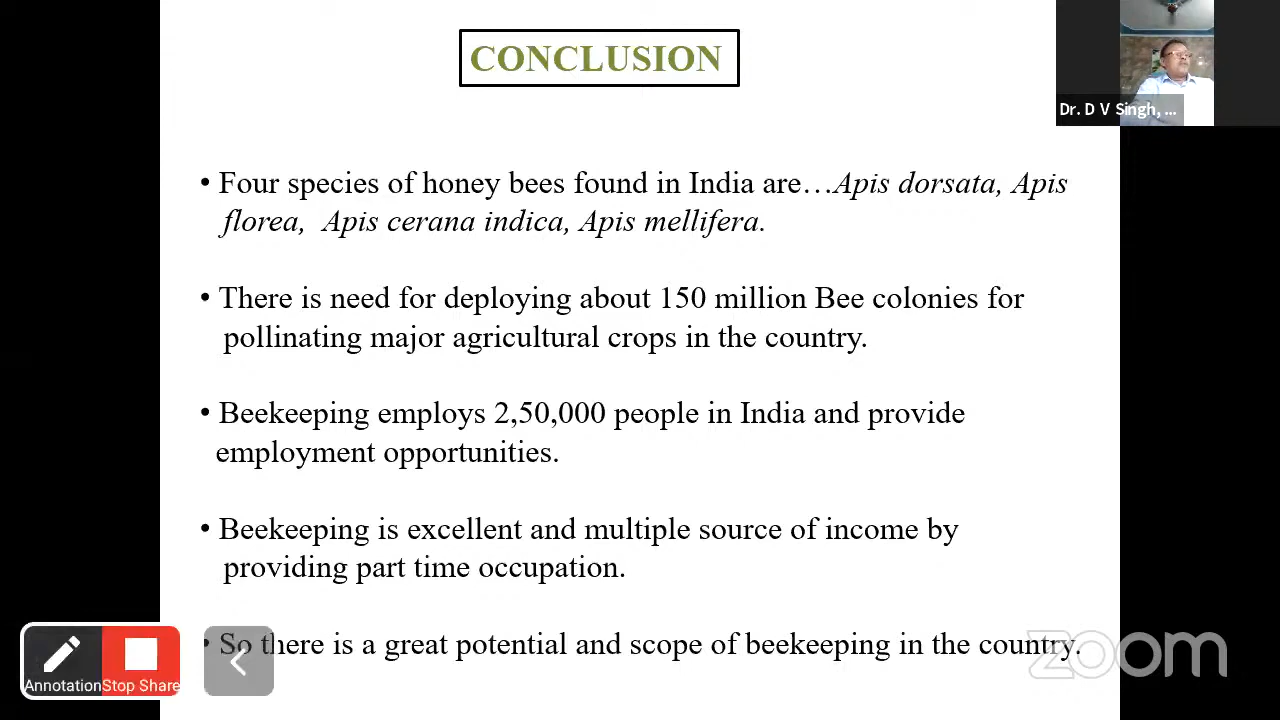 CONCLUSION
Dr. D V Singh, ...
• Four species of honey bees found in India are…Apis dorsata, Apis
florea, Apis cerana indica, Apis mellifera.
• There is need for deploying about 150 million Bee colonies for
pollinating major agricultural crops in the country.
• Beekeeping employs 2,50,000 people in India and provide
employment opportunities.
• Beekeeping is excellent and multiple source of income by
providing part time occupation.
• So there is a great potential and scope of beekeeping in the country.
Annotation Stop Share
zoom